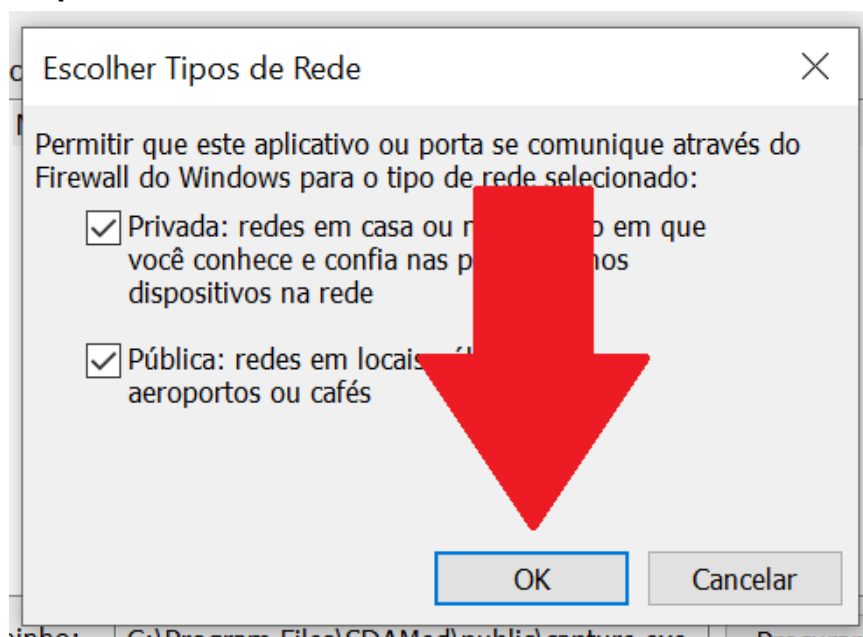 Escolher Tipos de Rede
Permitir que este aplicativo ou porta se comunique através do
Firewall do Windows para o tipo de rede selecionado:
Privada: redes em casa ou em que
você conhece e confia nas
dispositivos na rede
Pública: redes em locais
aeroportos ou cafés
OK Cancelar